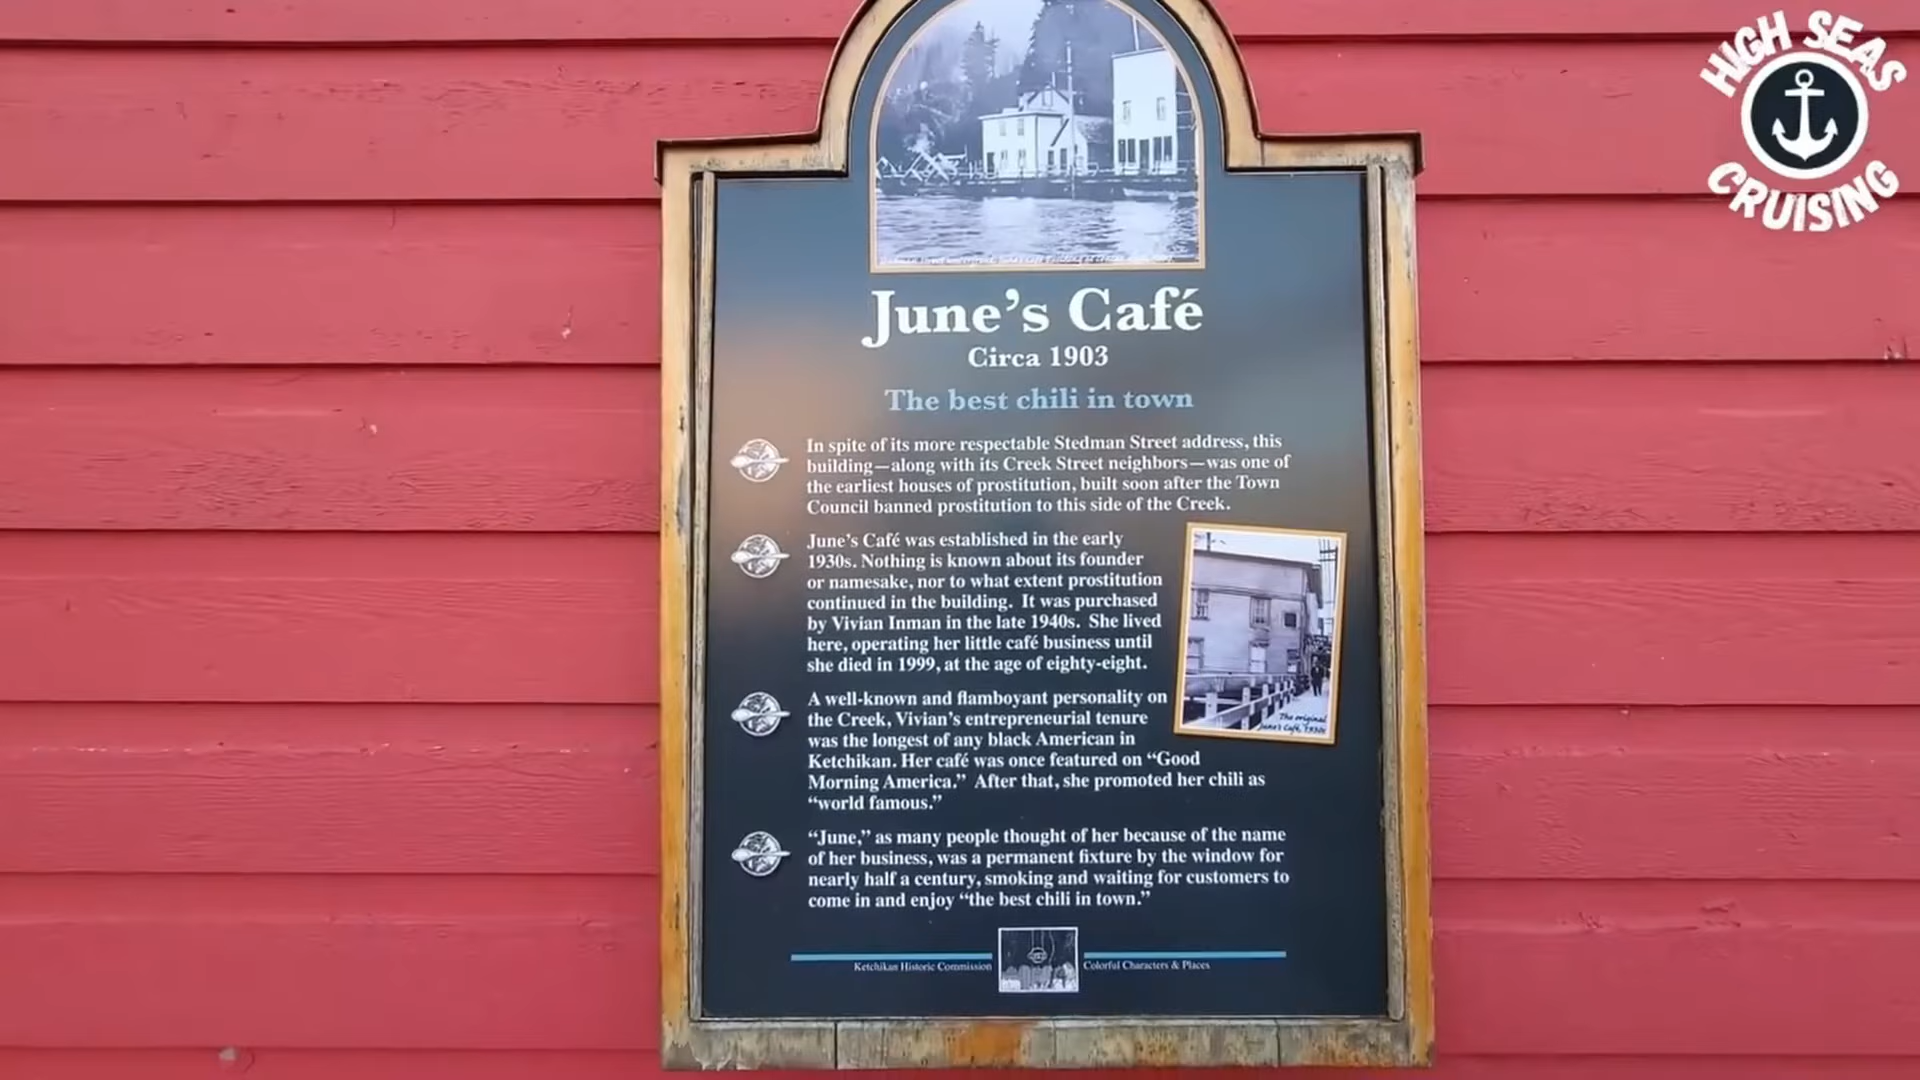 HIGH SEAS
CRUISING
June's Café
Circa 1903
The best chili in town
In spite of its more respectable Stedman Street address, this
building—along with its Creek Street neighbors—was one of
the earliest houses of prostitution, built soon after the Town
Council banned prostitution to this side of the Creek.
June's Café was established in the early
1930s. Nothing is known about its founder
or namesake, nor to what extent prostitution
continued in the building. It was purchased
by Vivian Inman in the late 1940s. She lived
here, operating her little café business until
she died in 1999, at the age of eighty-eight.
The original
June's Café, 1930s
A well-known and flamboyant personality on
the Creek, Vivian's entrepreneurial tenure
was the longest of any black American in
Ketchikan. Her café was once featured on “Good
Morning America.” After that, she promoted her chili as
“world famous.”
“June,” as many people thought of her because of the name
of her business, was a permanent fixture by the window for
nearly half a century, smoking and waiting for customers to
come in and enjoy “the best chili in town.”
Ketchikan Historic Commission
Colorful Characters & Places